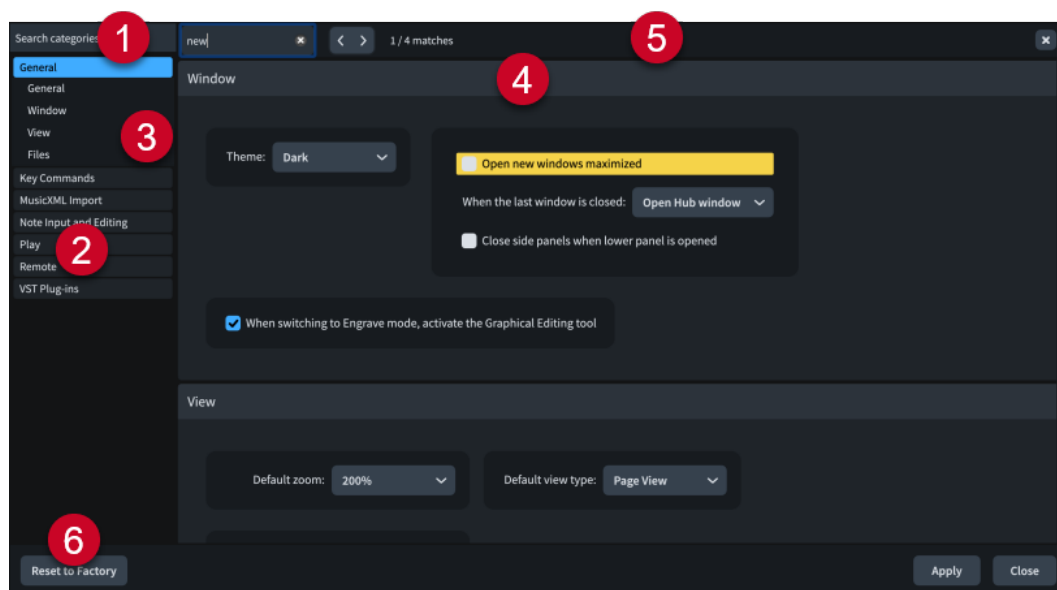 Search categories
1
new
1 / 4 matches
5
General
General
Window
View
Files
3
Key Commands
MusicXML Import
Note Input and Editing
Play
2
Remote
VST Plug-ins
Window
4
Theme: Dark
Open new windows maximized
When the last window is closed: Open Hub window
Close side panels when lower panel is opened
When switching to Engrave mode, activate the Graphical Editing tool
View
Default zoom: 200%
Default view type: Page View
6
Reset to Factory
Apply
Close